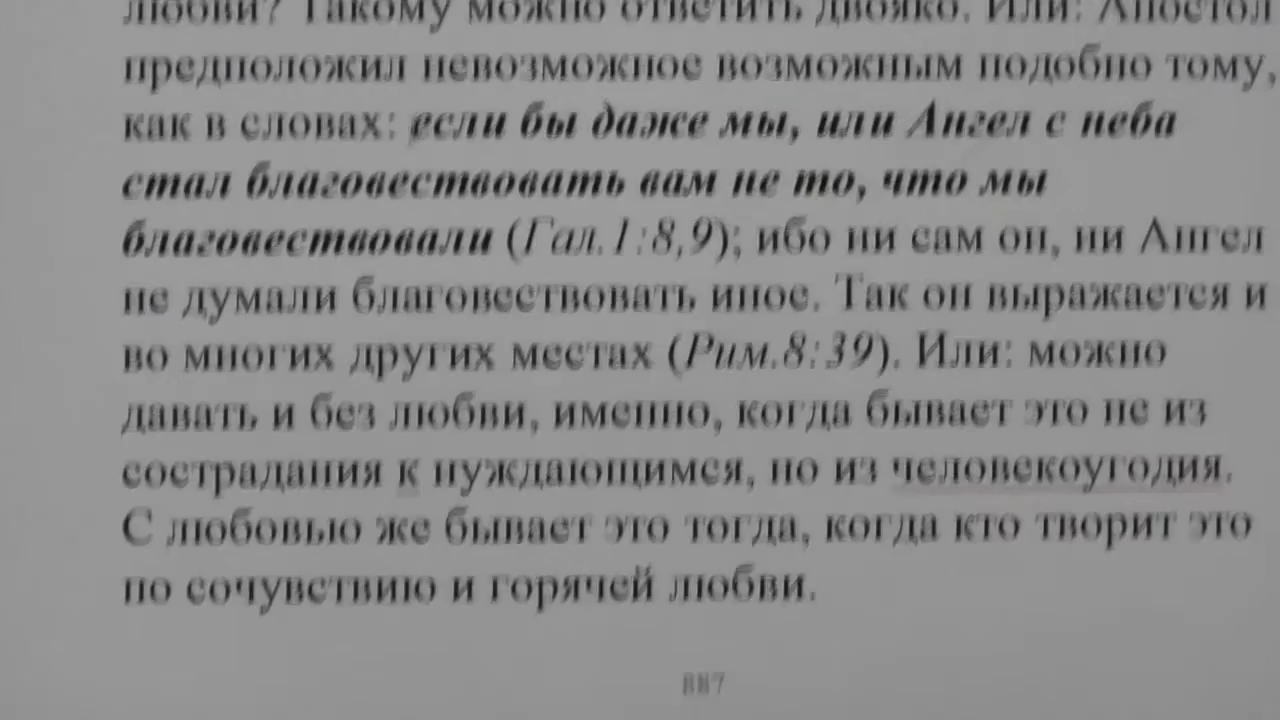 любви? Такому можно ответить двояко. Или: Апостол
предположил невозможное возможным подобно тому,
как в словах: если бы даже мы, или Ангел с неба
стал благовествовать вам не то, что мы
благовествовали (Гал.1:8,9); ибо ни сам он, ни Ангел
не думали благовествовать иное. Так он выражается и
во многих других местах (Рим.8:39). Или: можно
давать и без любви, именно, когда бывает это не из
сострадания к нуждающимся, но из человекоугодия.
С любовью же бывает это тогда, когда кто творит это
по сочувствию и горячей любви.
887